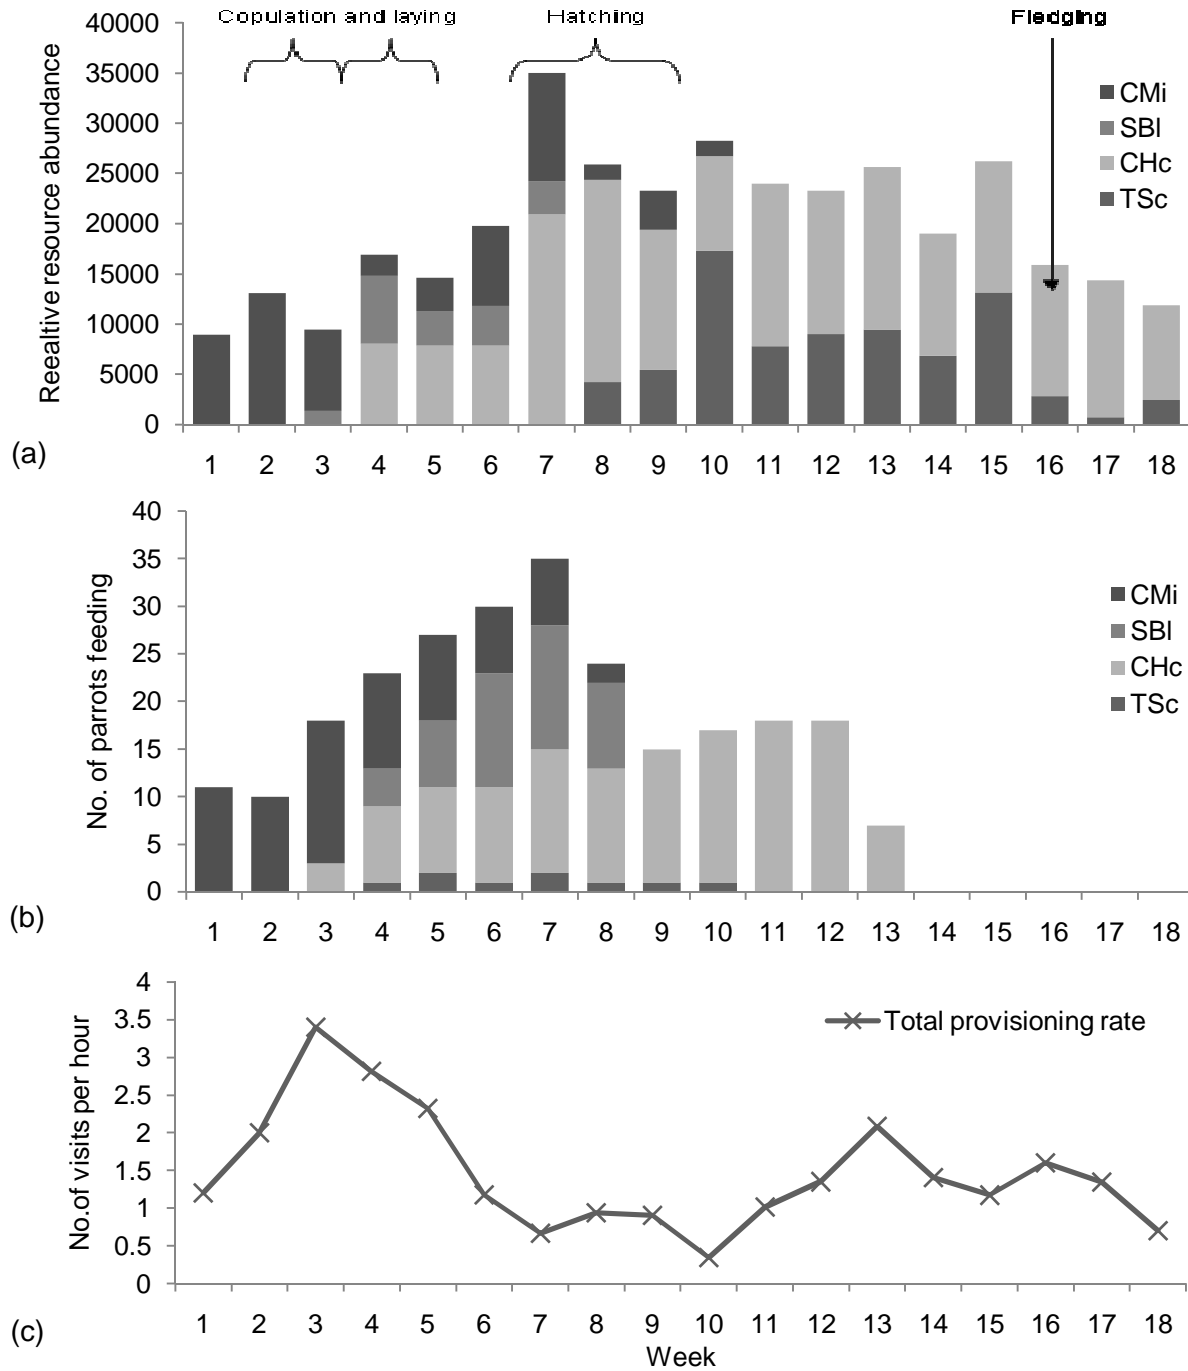 Copulation and laying
Hatching
Fledging
Reealtive resource abundance
40000
35000
30000
25000
20000
15000
10000
5000
0
CMi
SBl
CHc
TSc
1 2 3 4 5 6 7 8 9 10 11 12 13 14 15 16 17 18
(a)
No. of parrots feeding
40
35
30
25
20
15
10
5
0
CMi
SBl
CHc
TSc
1 2 3 4 5 6 7 8 9 10 11 12 13 14 15 16 17 18
(b)
No.of visits per hour
4
3.5
3
2.5
2
1.5
1
0.5
0
Total provisioning rate
1 2 3 4 5 6 7 8 9 10 11 12 13 14 15 16 17 18
(c)
Week